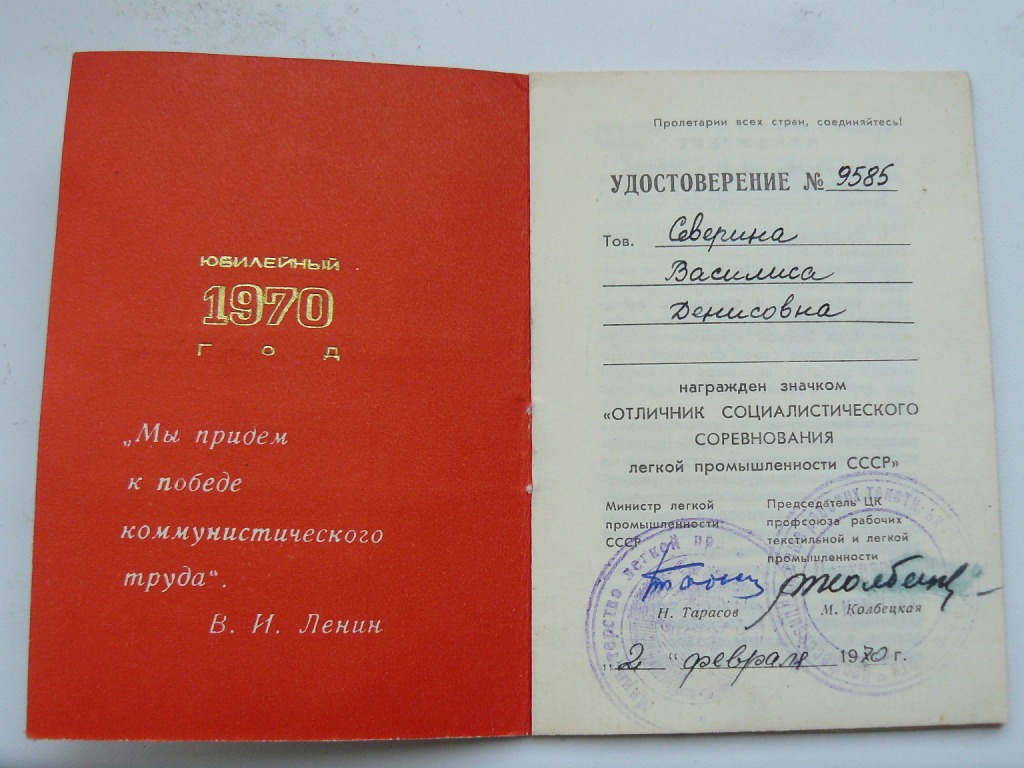 ЮБИЛЕЙНЫЙ
1970
ГОД
„Мы придем
к победе
коммунистического
труда“.
В. И. Ленин
Пролетарии всех стран, соединяйтесь!
УДОСТОВЕРЕНИЕ № 9585
Тов. Северина
Василиса
Денисовна
награжден значком
«ОТЛИЧНИК СОЦИАЛИСТИЧЕСКОГО
СОРЕВНОВАНИЯ
легкой промышленности СССР»
Министр легкой
промышленности
СССР
Н. Тарасов
Председатель ЦК
профсоюза рабочих
текстильной и легкой
промышленности
М. Колбецкая
„2“ февраля 1970 г.
Министерство легкой